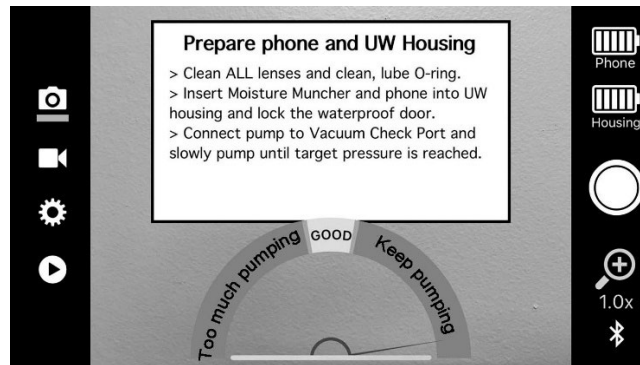 Prepare phone and UW Housing
> Clean ALL lenses and clean, lube O-ring.
> Insert Moisture Muncher and phone into UW
housing and lock the waterproof door.
> Connect pump to Vacuum Check Port and
slowly pump until target pressure is reached.
Too much pumping
GOOD
Keep pumping
Phone
Housing
1.0x